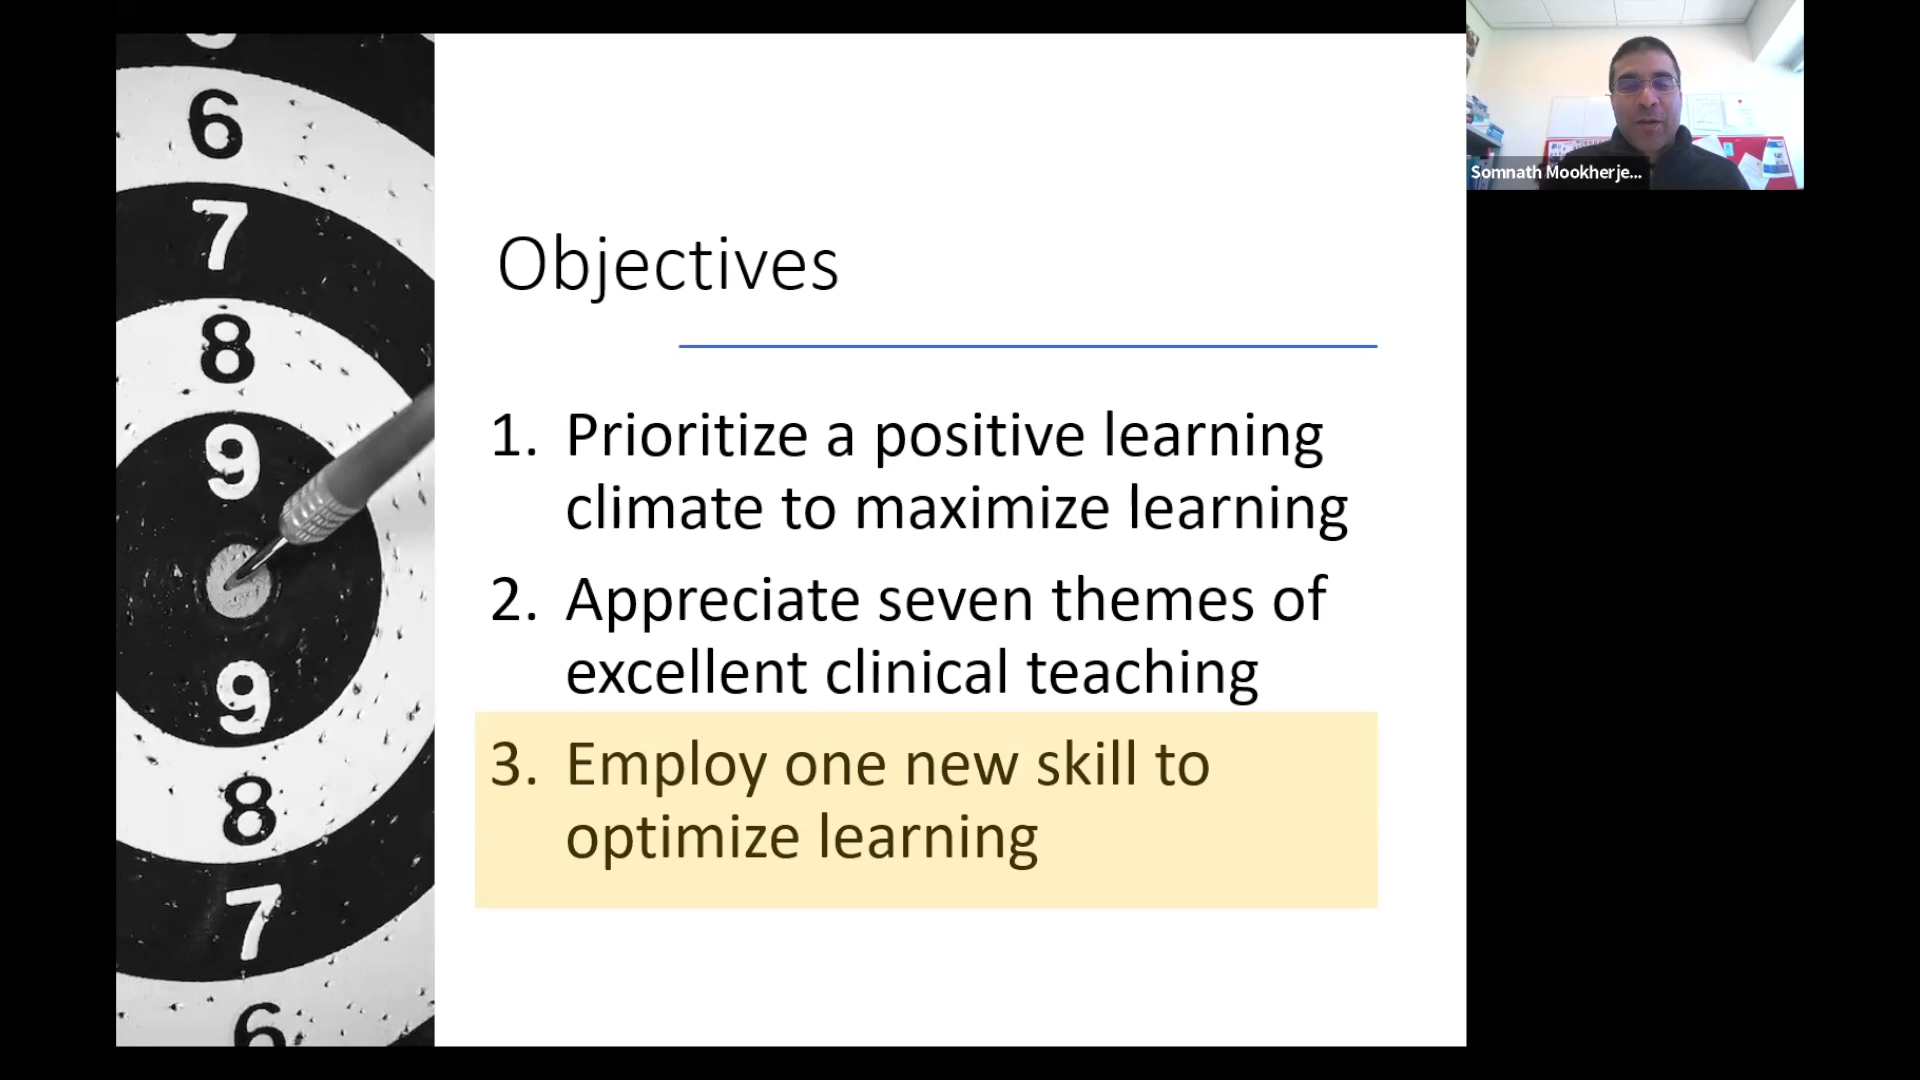 6
7
8
9
9
8
7
6
Objectives
1. Prioritize a positive learning
climate to maximize learning
2. Appreciate seven themes of
excellent clinical teaching
3. Employ one new skill to
optimize learning
Somnath Mookherje...